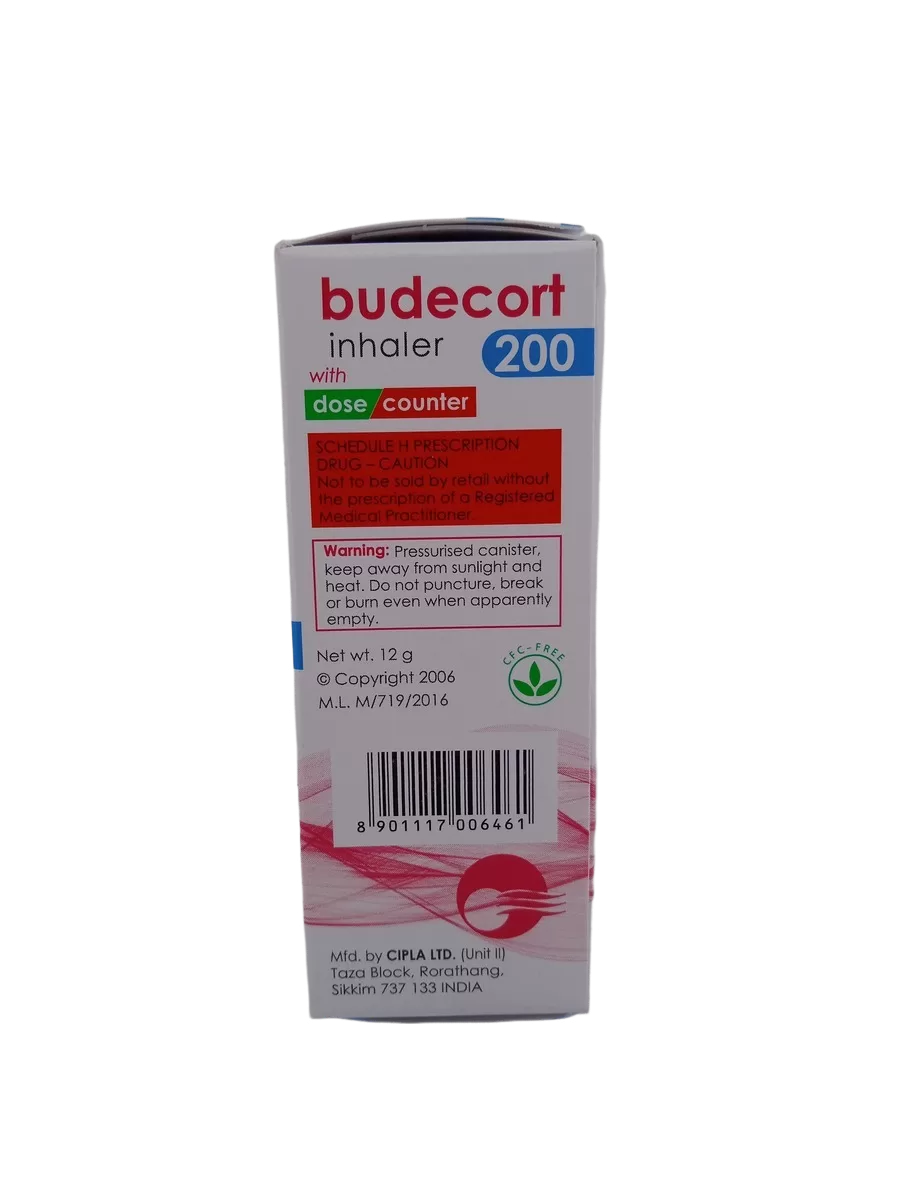 budecort
inhaler 200
with
dose/counter
SCHEDULE H PRESCRIPTION
DRUG – CAUTION
Not to be sold by retail without
the prescription of a Registered
Medical Practitioner.
Warning: Pressurised canister,
keep away from sunlight and
heat. Do not puncture, break
or burn even when apparently
empty.
Net wt. 12 g
© Copyright 2006
M.L. M/719/2016
CFC-FREE
8 901117 006461
Mfd. by CIPLA LTD. (Unit II)
Taza Block, Rorathang,
Sikkim 737 133 INDIA